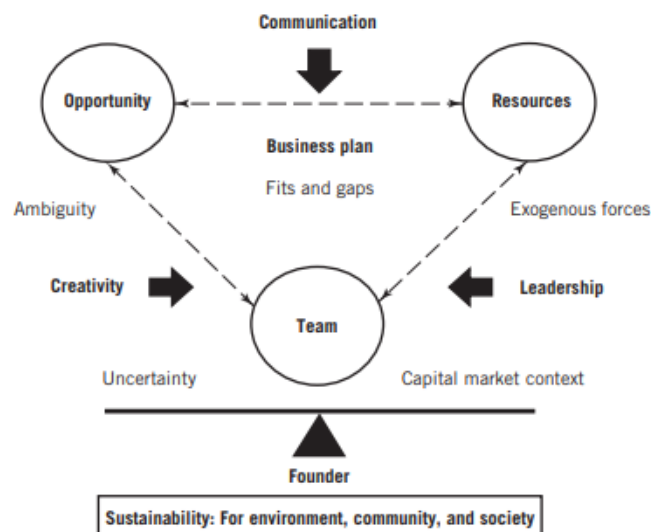 Communication
Opportunity
Resources
Business plan
Fits and gaps
Ambiguity
Exogenous forces
Creativity
Leadership
Team
Uncertainty
Capital market context
Founder
Sustainability: For environment, community, and society